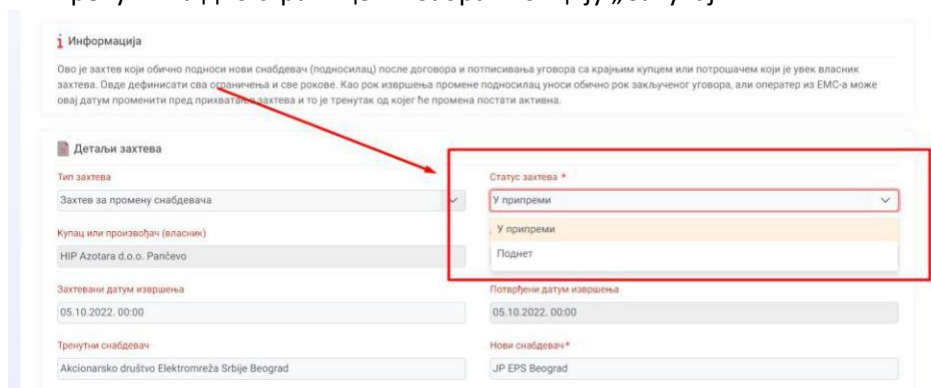 Информација
Ово је захтев који обично подноси нови снабдевач (подносилац) после договора и потписивања уговора са крајњим купцем или потрошачем који је увек власник
захтева. Овде дефинисати сва ограничења и све рокове. Као рок извршења промене подносилац уноси обично рок закљученог уговора, али оператер из ЕМС-а може
овај датум променити пред прихватање захтева и то је тренутак од којег ће промена постати активна.
Детаљи захтева
Тип захтева
Статус захтева *
Захтев за промену снабдевача
У припреми
Купац или произвођач (власник)
У припреми
HIP Azotara d.o.o. Pančevo
Поднет
Захтевани датум извршења
Потврђени датум извршења
05.10.2022. 00:00
05.10.2022. 00:00
Тренутни снабдевач
Нови снабдевач*
Akcionarsko društvo Elektromreža Srbije Beograd
JP EPS Beograd